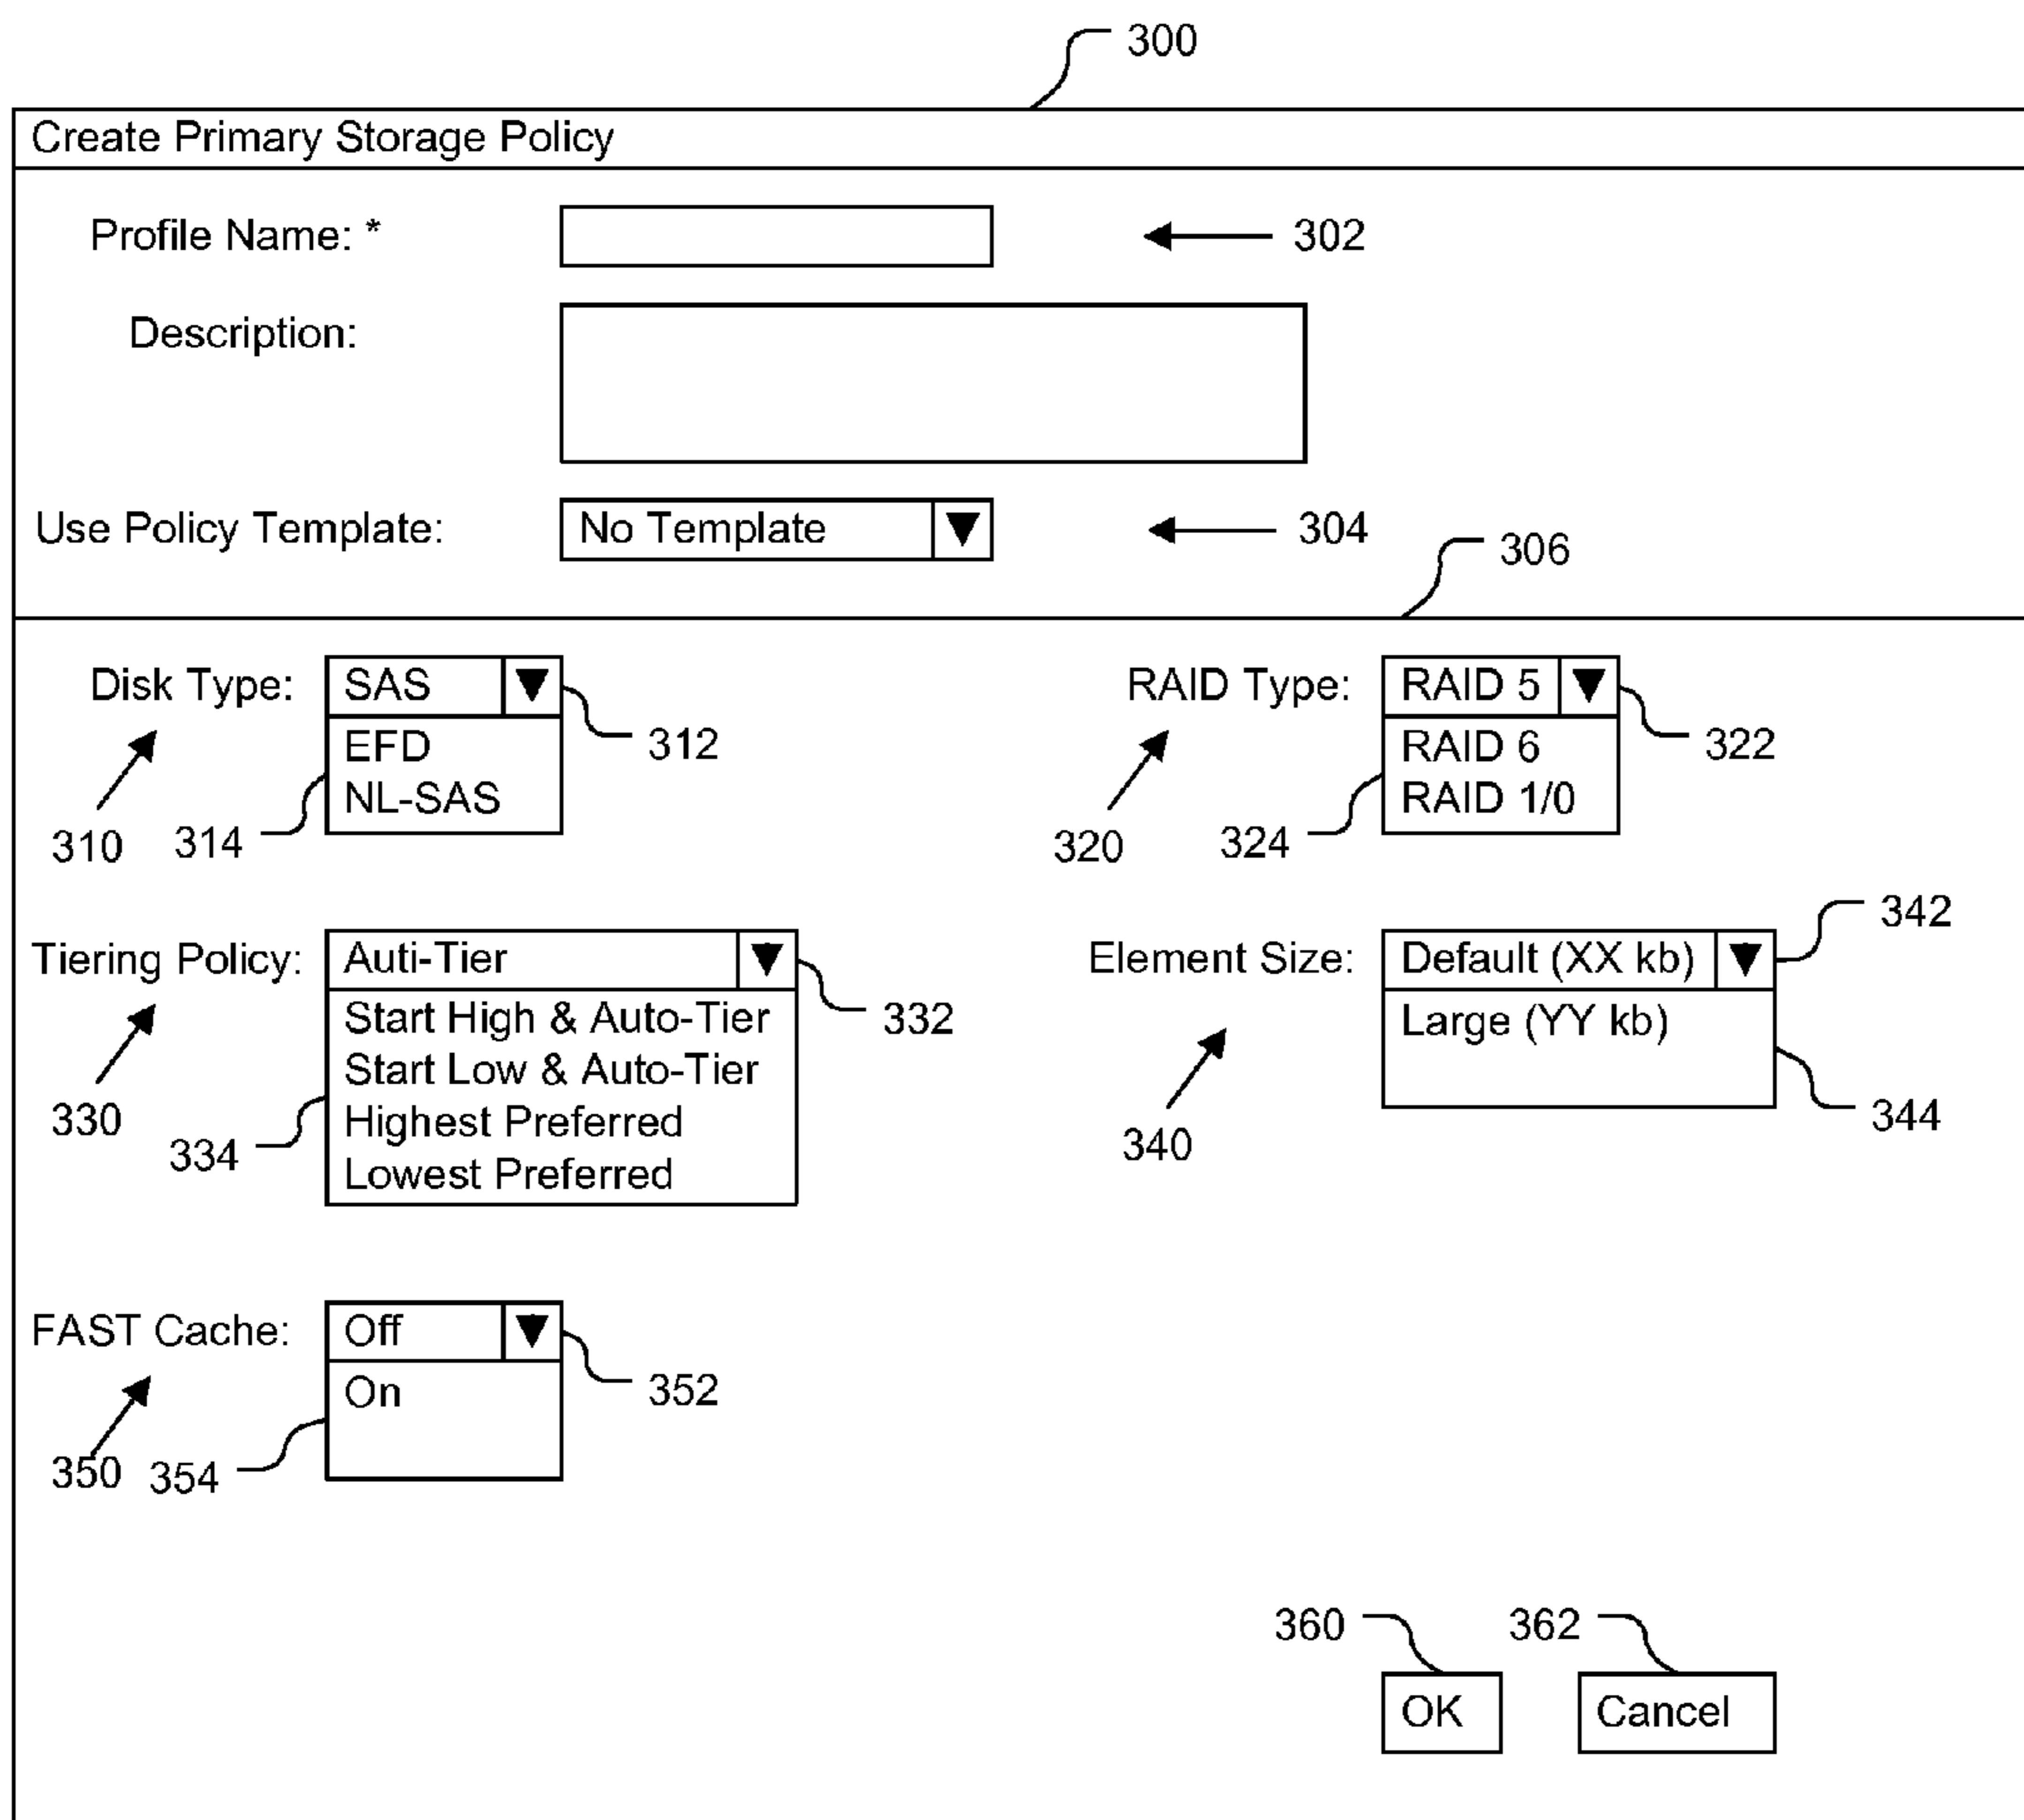 300
Create Primary Storage Policy
Profile Name: *
302
Description:
Use Policy Template: No Template
304
306
Disk Type: SAS
EFD
NL-SAS
312
310
314
RAID Type: RAID 5
RAID 6
RAID 1/0
322
320
324
Tiering Policy: Auti-Tier
Start High & Auto-Tier
Start Low & Auto-Tier
Highest Preferred
Lowest Preferred
332
330
334
342
Element Size: Default (XX kb)
Large (YY kb)
340
344
FAST Cache: Off
On
352
350
354
360
362
OK
Cancel